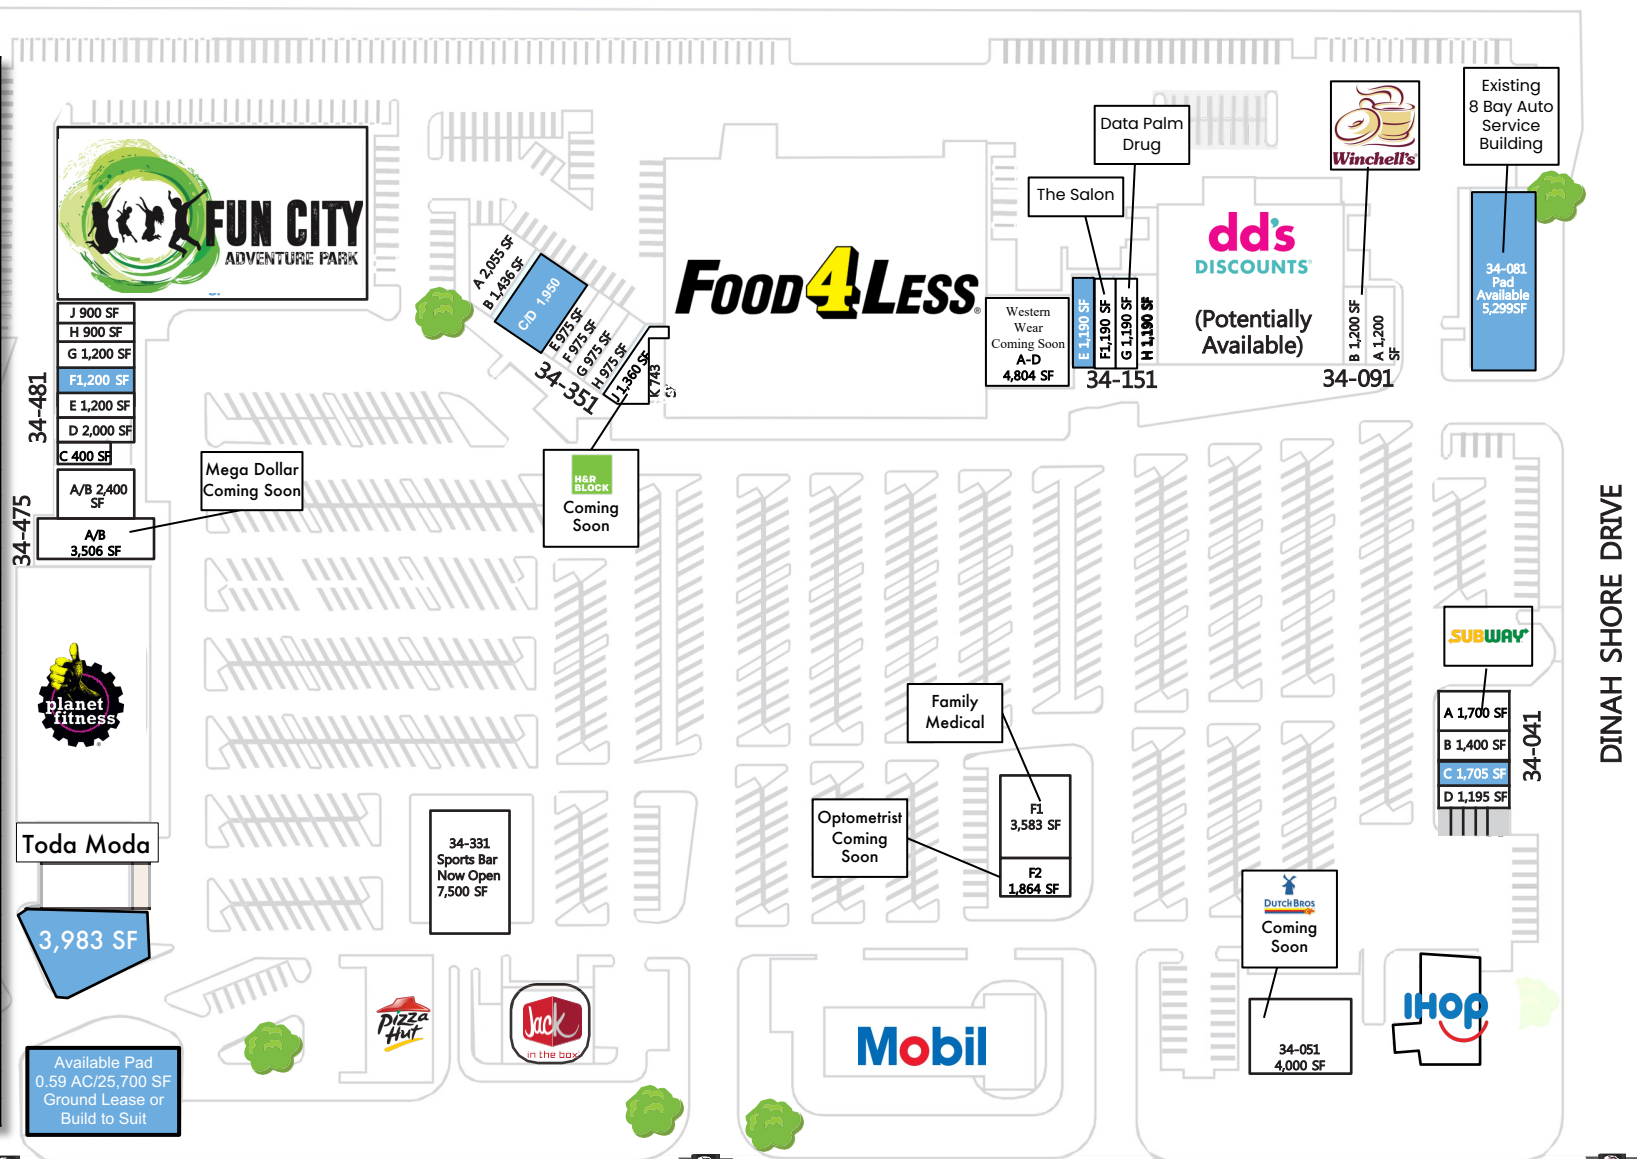 FUN CITY
ADVENTURE PARK
J 900 SF
H 900 SF
G 1,200 SF
F1,200 SF
E 1,200 SF
D 2,000 SF
C 400 SF
34-481
A/B 2,400
SF
A/B
3,506 SF
34-475
Mega Dollar
Coming Soon
planet
fitness
Toda Moda
3,983 SF
Available Pad
0.59 AC/25,700 SF
Ground Lease or
Build to Suit
A 2,055 SF
B 1,436 SF
C/D 1,950
E 975 SF
F 975 SF
G 975 SF
H 975 SF
J 1,360 SF
K 743
SF
34-351
H&R
BLOCK
Coming
Soon
FOOD4LESS
Western
Wear
Coming Soon
A-D
4,804 SF
The Salon
Data Palm
Drug
E 1,190 SF
F1,190 SF
G 1,190 SF
H 1,190 SF
34-151
dd's
DISCOUNTS
(Potentially
Available)
Winchell's
B 1,200 SF
A 1,200
SF
34-091
Existing
8 Bay Auto
Service
Building
34-081
Pad
Available
5,299SF
DINAH SHORE DRIVE
SUBWAY
A 1,700 SF
B 1,400 SF
C 1,705 SF
D 1,195 SF
34-041
Family
Medical
F1
3,583 SF
Optometrist
Coming
Soon
F2
1,864 SF
34-331
Sports Bar
Now Open
7,500 SF
Pizza
Hut
Jack
in the box
Mobil
DUTCH BROS
Coming
Soon
34-051
4,000 SF
IHOP